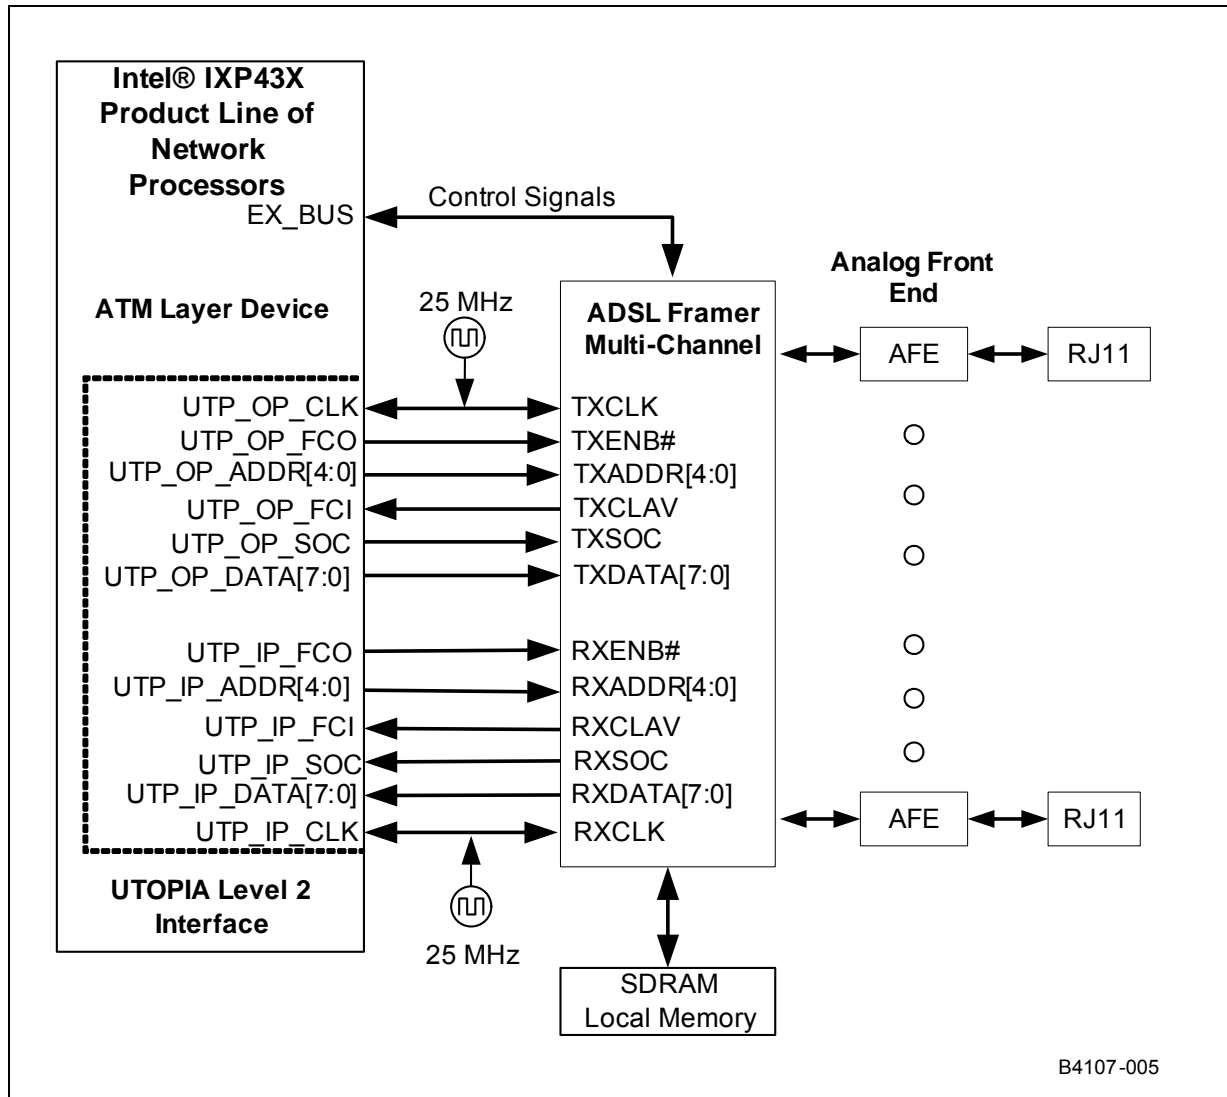 Intel® IXP43X
Product Line of
Network
Processors
EX_BUS
Control Signals
ATM Layer Device
25 MHz
ADSL Framer
Multi-Channel
Analog Front
End
AFE
RJ11
UTP_OP_CLK
TXCLK
UTP_OP_FCO
TXENB#
UTP_OP_ADDR[4:0]
TXADDR[4:0]
UTP_OP_FCI
TXCLAV
UTP_OP_SOC
TXSOC
UTP_OP_DATA[7:0]
TXDATA[7:0]
UTP_IP_FCO
RXENB#
UTP_IP_ADDR[4:0]
RXADDR[4:0]
UTP_IP_FCI
RXCLAV
UTP_IP_SOC
RXSOC
UTP_IP_DATA[7:0]
RXDATA[7:0]
UTP_IP_CLK
RXCLK
AFE
RJ11
UTOPIA Level 2
Interface
25 MHz
SDRAM
Local Memory
B4107-005